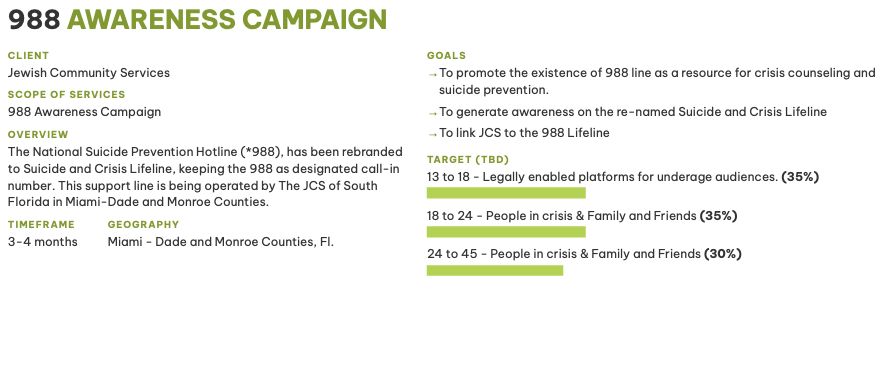 988 AWARENESS CAMPAIGN
CLIENT
Jewish Community Services
SCOPE OF SERVICES
988 Awareness Campaign
OVERVIEW
The National Suicide Prevention Hotline (*988), has been rebranded
to Suicide and Crisis Lifeline, keeping the 988 as designated call-in
number. This support line is being operated by The JCS of South
Florida in Miami-Dade and Monroe Counties.
TIMEFRAME
3-4 months
GEOGRAPHY
Miami - Dade and Monroe Counties, Fl.
GOALS
→To promote the existence of 988 line as a resource for crisis counseling and
suicide prevention.
→To generate awareness on the re-named Suicide and Crisis Lifeline
→To link JCS to the 988 Lifeline
TARGET (TBD)
13 to 18 - Legally enabled platforms for underage audiences. (35%)
18 to 24 - People in crisis & Family and Friends (35%)
24 to 45 - People in crisis & Family and Friends (30%)